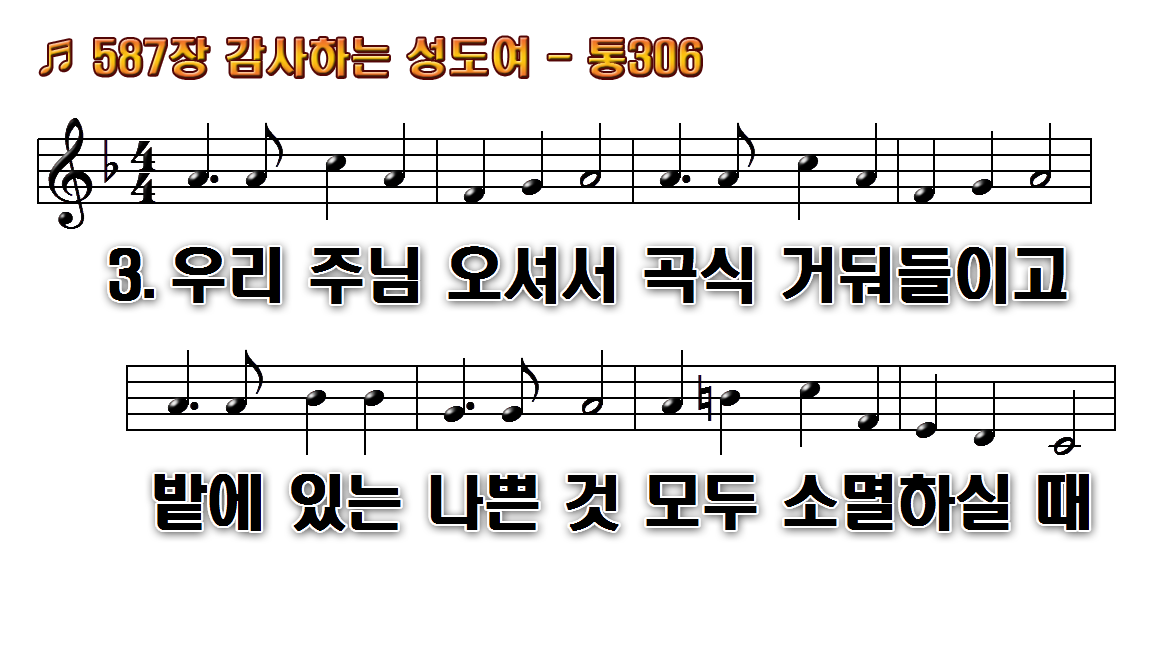 ♬ 587장 감사하는 성도여 - 통306
4
4
3. 우리 주님 오셔서 곡식 거둬들이고
밭에 있는 나쁜 것 모두 소멸하실 때